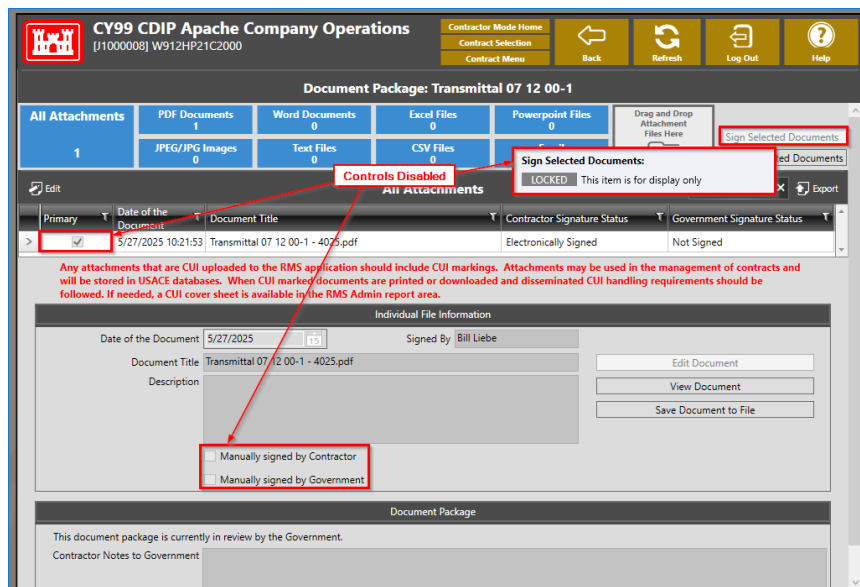 CY99 CDIP Apache Company Operations
[J1000008] W912HP21C2000
Contractor Mode Home
Contract Selection
Contract Menu
Back
Refresh
Log Out
Help
Document Package: Transmittal 07 12 00-1
All Attachments
1
PDF Documents
1
Word Documents
0
Excel Files
0
Powerpoint Files
0
JPEG/JPG Images
0
Text Files
0
CSV Files
0
Drag and Drop
Attachment
Files Here
Sign Selected Documents
ed Documents
Sign Selected Documents:
LOCKED This item is for display only
Controls Disabled
Edit
All Attachments
Export
Primary
Date of the
Document
Document Title
Contractor Signature Status
Government Signature Status
5/27/2025 10:21:53
Transmittal 07 12 00-1 - 4025.pdf
Electronically Signed
Not Signed
Any attachments that are CUI uploaded to the RMS application should include CUI markings. Attachments may be used in the management of contracts and
will be stored in USACE databases. When CUI marked documents are printed or downloaded and disseminated CUI handling requirements should be
followed. If needed, a CUI cover sheet is available in the RMS Admin report area.
Individual File Information
Date of the Document 5/27/2025 15
Signed By Bill Liebe
Document Title Transmittal 07 12 00-1 - 4025.pdf
Edit Document
Description
View Document
Save Document to File
Manually signed by Contractor
Manually signed by Government
Document Package
This document package is currently in review by the Government.
Contractor Notes to Government